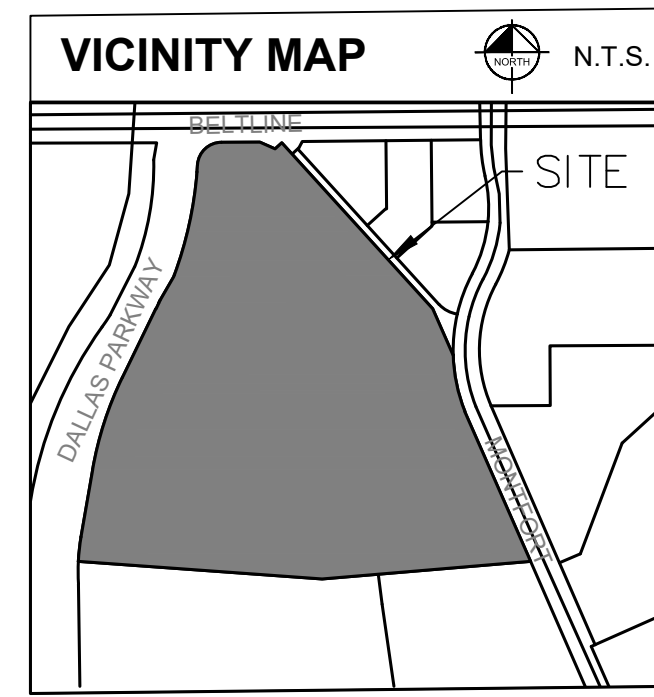 VICINITY MAP
NORTH
N.T.S.
BELTLINE
SITE
DALLAS PARKWAY
MONTFORT